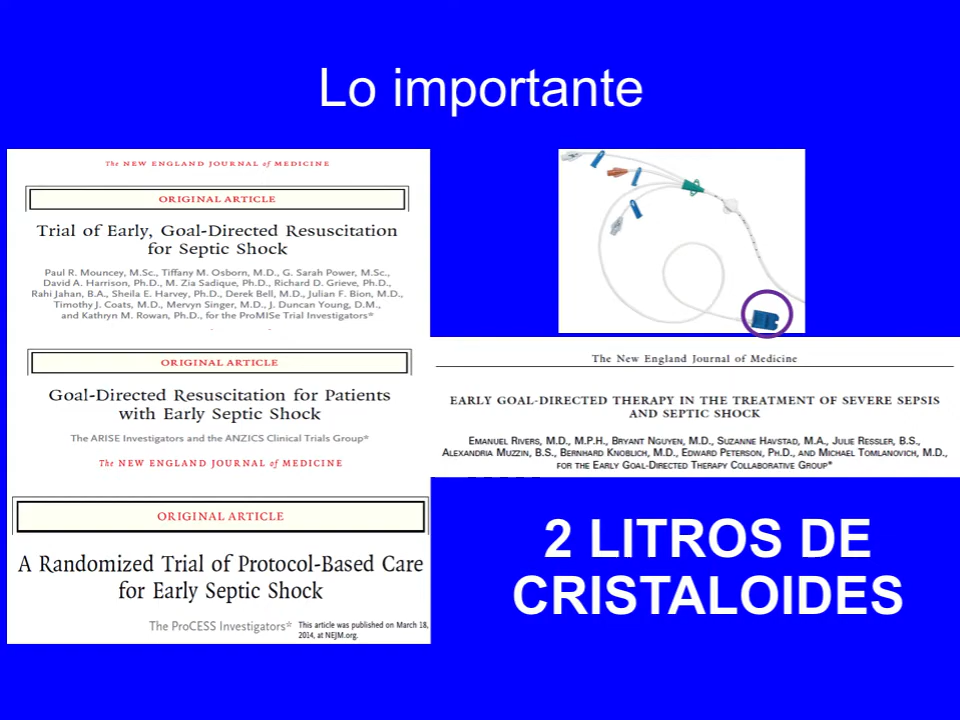 Lo importante
The NEW ENGLAND JOURNAL of MEDICINE
ORIGINAL ARTICLE
Trial of Early, Goal-Directed Resuscitation
for Septic Shock
Paul R. Mouncey, M.Sc., Tiffany M. Osborn, M.D., G. Sarah Power, M.Sc.,
David A. Harrison, Ph.D., M. Zia Sadique, Ph.D., Richard D. Grieve, Ph.D.,
Rahi Jahan, B.A., Sheila E. Harvey, Ph.D., Derek Bell, M.D., Julian F. Bion, M.D.,
Timothy J. Coats, M.D., Mervyn Singer, M.D., J. Duncan Young, D.M.,
and Kathryn M. Rowan, Ph.D., for the ProMISe Trial Investigators*
ORIGINAL ARTICLE
Goal-Directed Resuscitation for Patients
with Early Septic Shock
The ARISE Investigators and the ANZICS Clinical Trials Group*
The NEW ENGLAND JOURNAL of MEDICINE
ORIGINAL ARTICLE
A Randomized Trial of Protocol-Based Care
for Early Septic Shock
The ProCESS Investigators*
This article was published on March 18,
2014, at NEJM.org.
The New England Journal of Medicine
EARLY GOAL-DIRECTED THERAPY IN THE TREATMENT OF SEVERE SEPSIS
AND SEPTIC SHOCK
EMANUEL RIVERS, M.D., M.P.H., BRYANT NGUYEN, M.D., SUZANNE HAVSTAD, M.A., JULIE RESSLER, B.S.,
ALEXANDRIA MUZZIN, B.S., BERNHARD KNOBLICH, M.D., EDWARD PETERSON, PH.D., AND MICHAEL TOMLANOVICH, M.D.,
FOR THE EARLY GOAL-DIRECTED THERAPY COLLABORATIVE GROUP*
2 LITROS DE
CRISTALOIDES